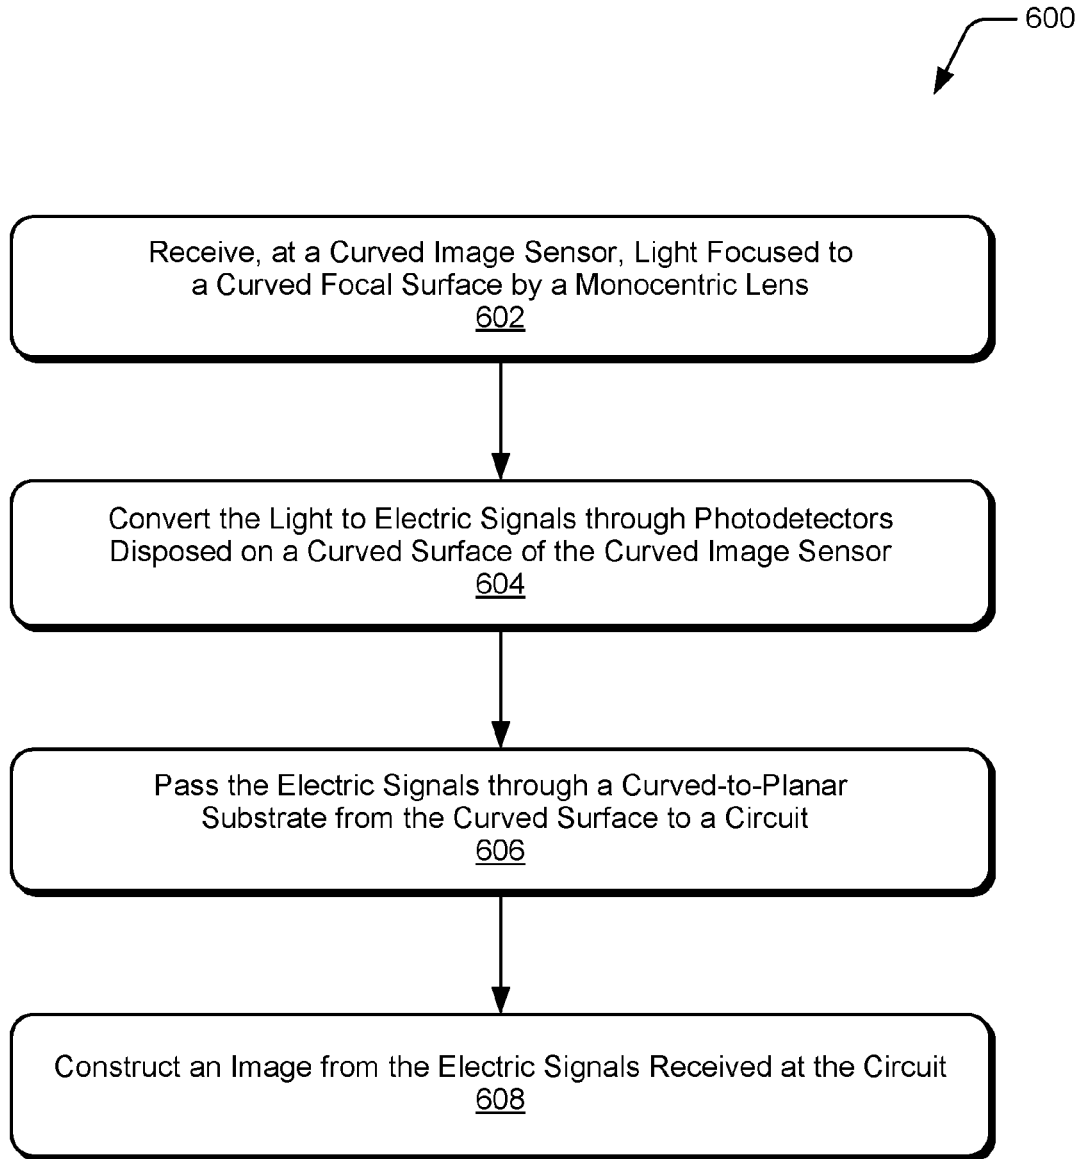 600
Receive, at a Curved Image Sensor, Light Focused to
a Curved Focal Surface by a Monocentric Lens
602
Convert the Light to Electric Signals through Photodetectors
Disposed on a Curved Surface of the Curved Image Sensor
604
Pass the Electric Signals through a Curved-to-Planar
Substrate from the Curved Surface to a Circuit
606
Construct an Image from the Electric Signals Received at the Circuit
608